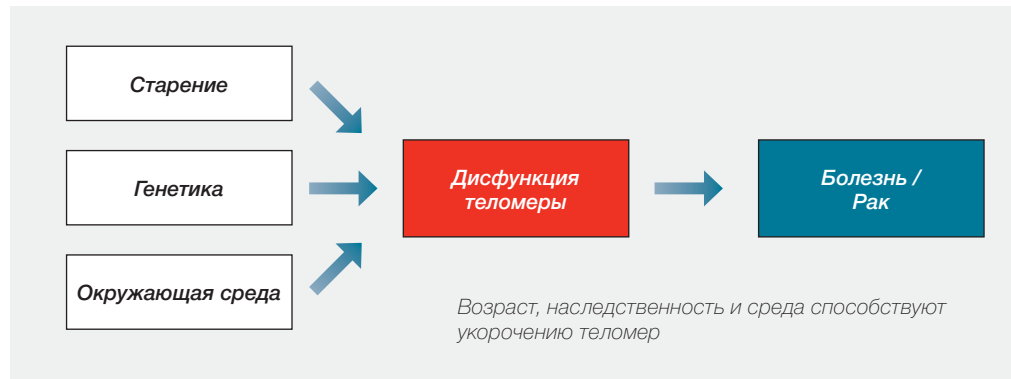 Старение
Генетика
Окружающая среда
Дисфункция
теломеры
Болезнь /
Рак
Возраст, наследственность и среда способствуют
укорочению теломер